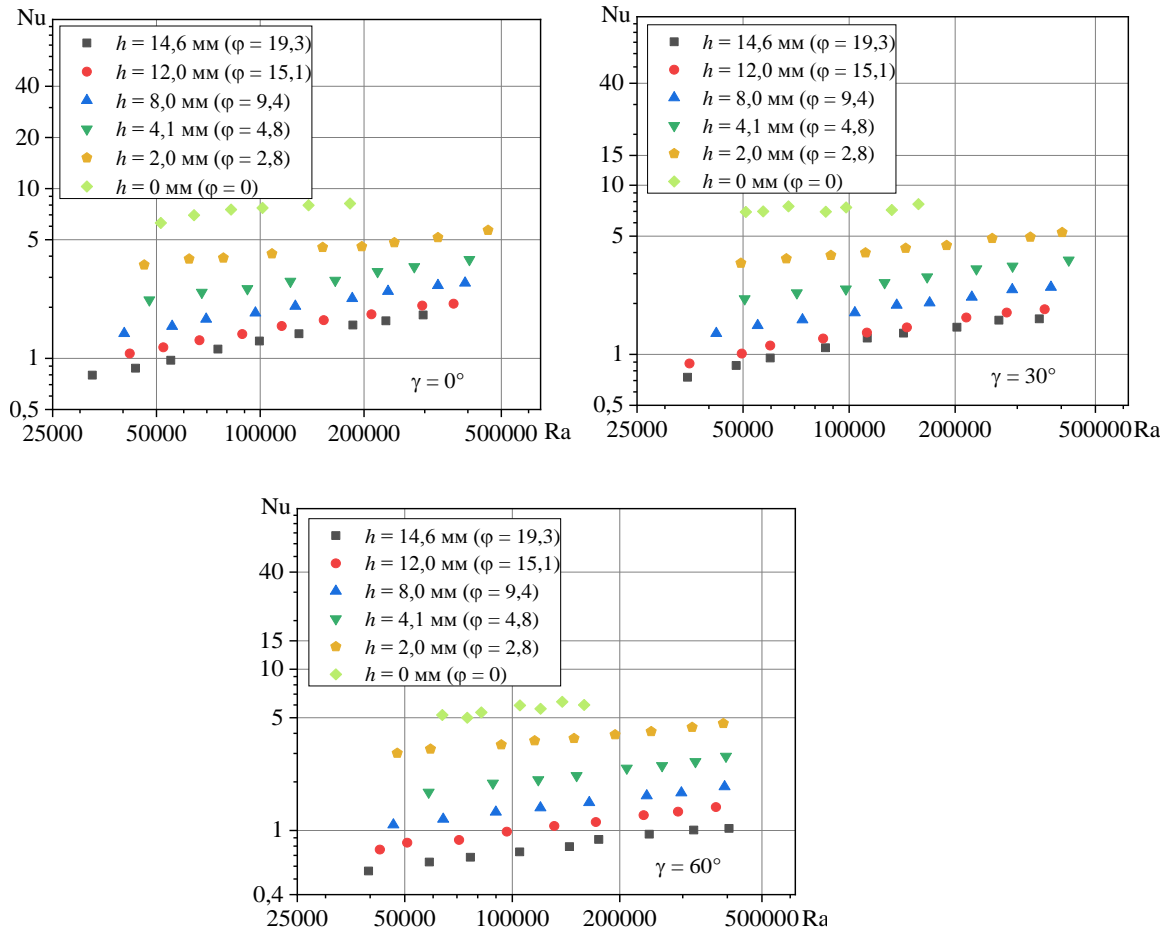 Nu
h = 14,6 мм (φ = 19,3)
h = 12,0 мм (φ = 15,1)
h = 8,0 мм (φ = 9,4)
h = 4,1 мм (φ = 4,8)
h = 2,0 мм (φ = 2,8)
h = 0 мм (φ = 0)
40
20
10
5
1
0,5
γ = 0°
25000 50000 100000 200000 500000 Ra
Nu
h = 14,6 мм (φ = 19,3)
h = 12,0 мм (φ = 15,1)
h = 8,0 мм (φ = 9,4)
h = 4,1 мм (φ = 4,8)
h = 2,0 мм (φ = 2,8)
h = 0 мм (φ = 0)
40
15
10
5
1
0,5
γ = 30°
25000 50000 100000 200000 500000 Ra
Nu
h = 14,6 мм (φ = 19,3)
h = 12,0 мм (φ = 15,1)
h = 8,0 мм (φ = 9,4)
h = 4,1 мм (φ = 4,8)
h = 2,0 мм (φ = 2,8)
h = 0 мм (φ = 0)
40
15
10
5
1
0,4
γ = 60°
25000 50000 100000 200000 500000 Ra